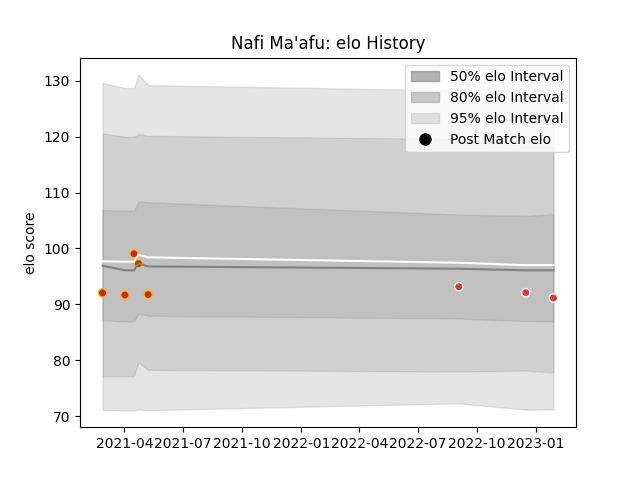 Nafi Ma'afu: elo History
50% elo Interval
80% elo Interval
95% elo Interval
Post Match elo
elo score
130
120
110
100
90
80
70
2021-04 2021-07 2021-10 2022-01 2022-04 2022-07 2022-10 2023-01